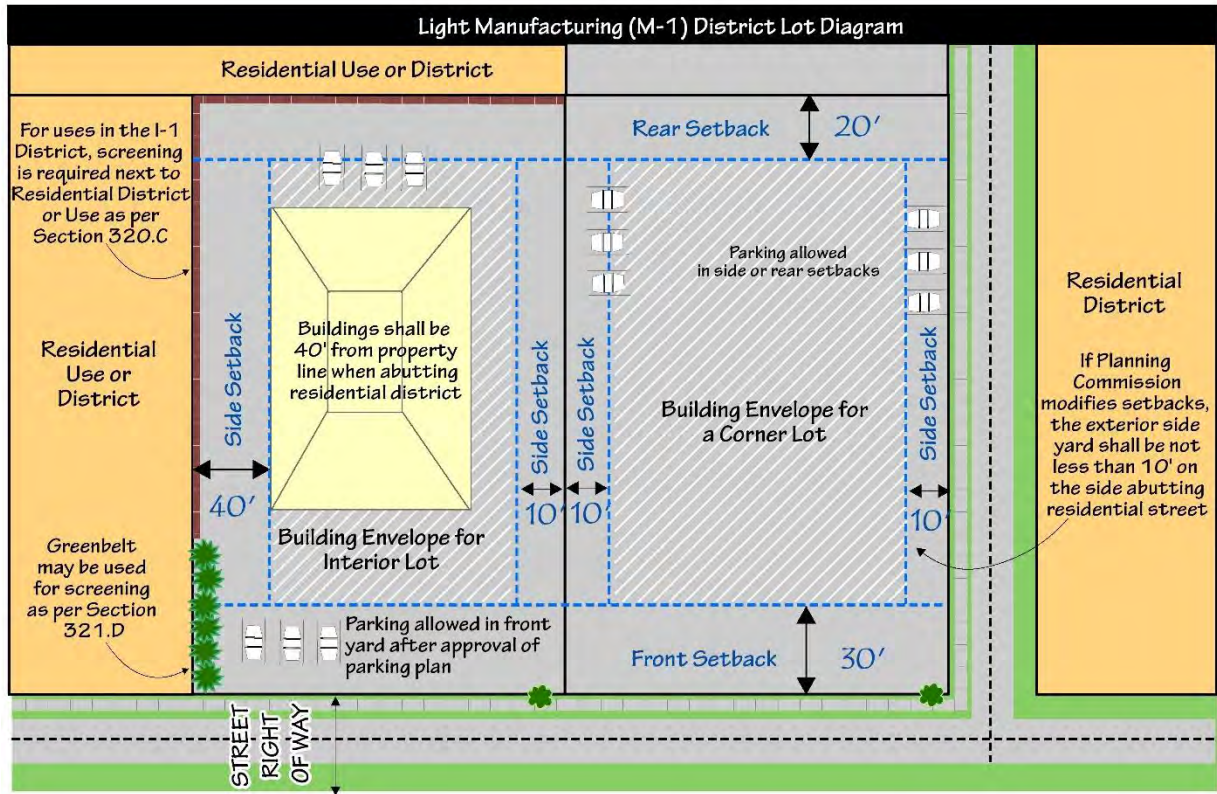 Light Manufacturing (M-1) District Lot Diagram
Residential Use or District
For uses in the I-1
District, screening
is required next to
Residential District
or Use as per
Section 320.C
Residential
Use or
District
Greenbelt
may be used
for screening
as per Section
321.D
Side Setback
40'
Buildings shall be
40' from property
line when abutting
residential district
Building Envelope for
Interior Lot
Side Setback
10'
Parking allowed in front
yard after approval of
parking plan
Rear Setback
20'
Side Setback
10'
Parking allowed
in side or rear setbacks
Building Envelope for
a Corner Lot
Side Setback
10'
Front Setback
30'
Residential
District
If Planning
Commission
modifies setbacks,
the exterior side
yard shall be not
less than 10' on
the side abutting
residential street
STREET
RIGHT
OF WAY